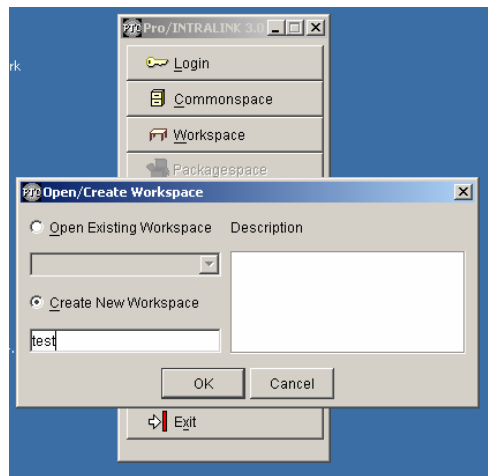 Pro/INTRALINK 3.0
rk
Login
Commonspace
Workspace
Packagespace
Open/Create Workspace
Open Existing Workspace Description
Create New Workspace
test
OK Cancel
Exit